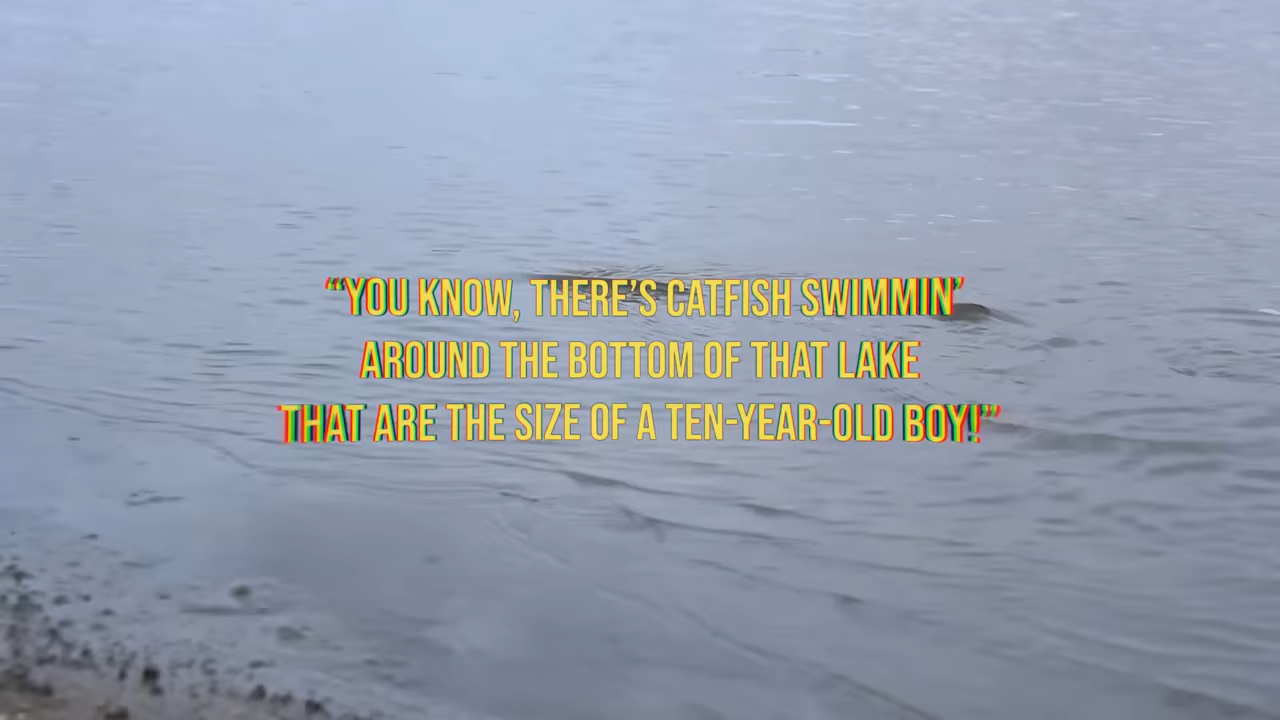 “YOU KNOW, THERE’S CATFISH SWIMMIN’
AROUND THE BOTTOM OF THAT LAKE
THAT ARE THE SIZE OF A TEN-YEAR-OLD BOY!”